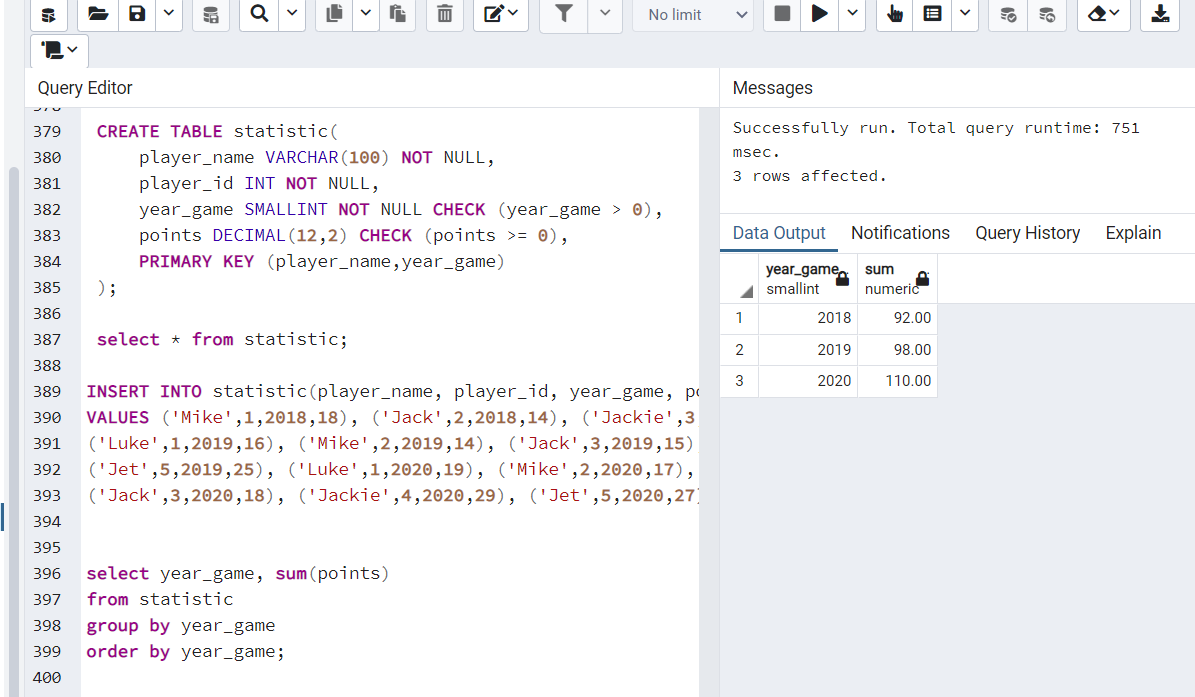 No limit
Query Editor
379 CREATE TABLE statistic(
380 player_name VARCHAR(100) NOT NULL,
381 player_id INT NOT NULL,
382 year_game SMALLINT NOT NULL CHECK (year_game > 0),
383 points DECIMAL(12,2) CHECK (points >= 0),
384 PRIMARY KEY (player_name,year_game)
385 );
386
387 select * from statistic;
388
389 INSERT INTO statistic(player_name, player_id, year_game, po
390 VALUES ('Mike',1,2018,18), ('Jack',2,2018,14), ('Jackie',3
391 ('Luke',1,2019,16), ('Mike',2,2019,14), ('Jack',3,2019,15)
392 ('Jet',5,2019,25), ('Luke',1,2020,19), ('Mike',2,2020,17),
393 ('Jack',3,2020,18), ('Jackie',4,2020,29), ('Jet',5,2020,27)
394
395
396 select year_game, sum(points)
397 from statistic
398 group by year_game
399 order by year_game;
400
Messages
Successfully run. Total query runtime: 751
msec.
3 rows affected.
Data Output Notifications Query History Explain
year_game sum
smallint numeric
1 2018 92.00
2 2019 98.00
3 2020 110.00